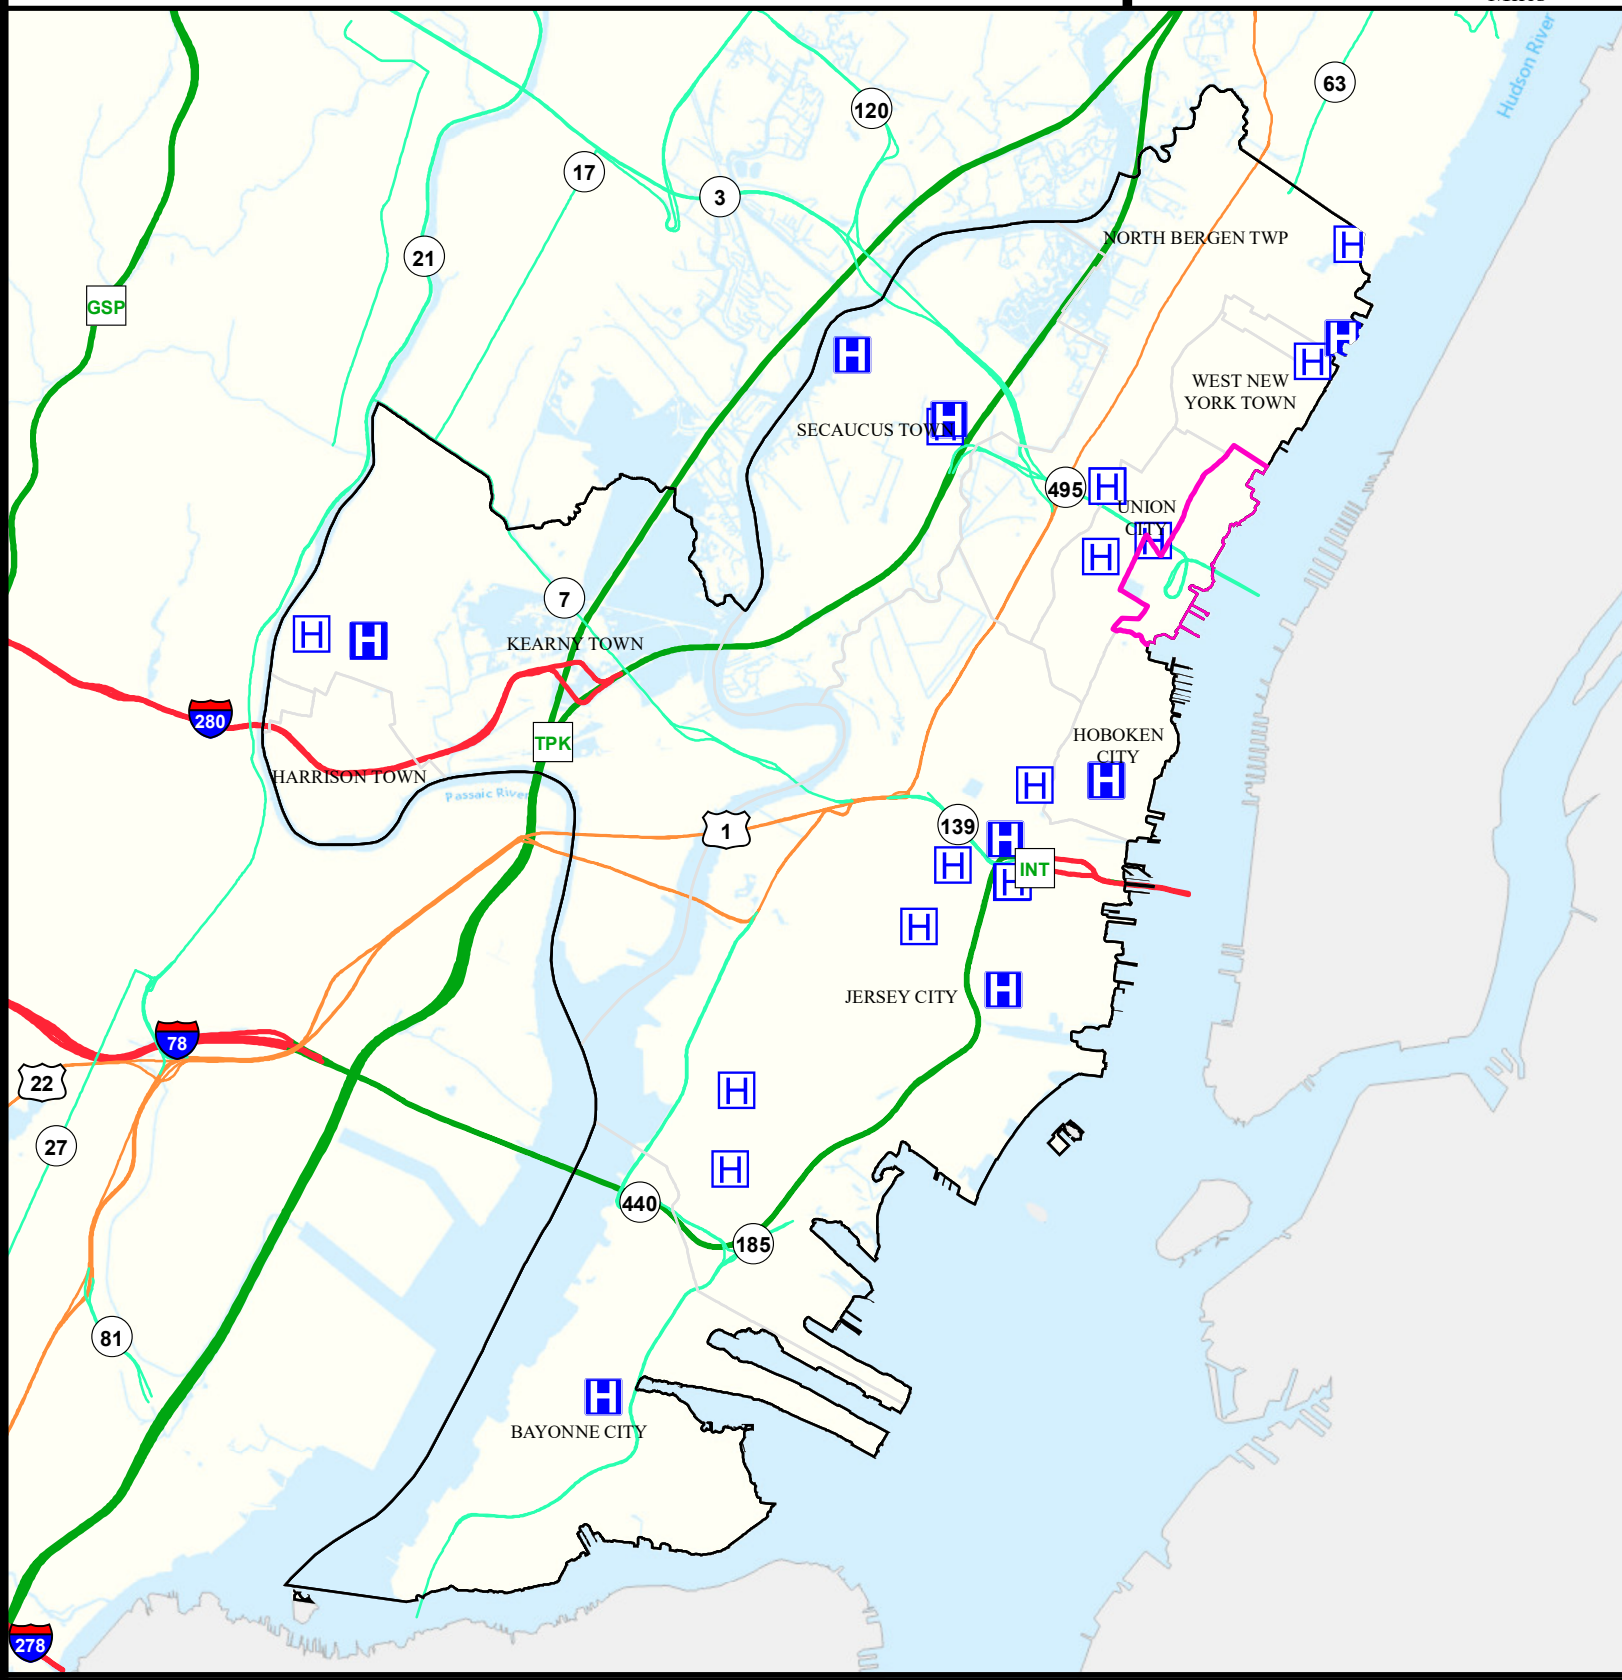 Hudson River
63
120
17
3
21
NORTH BERGEN TWP
H
GSP
H
H
H
WEST NEW
YORK TOWN
H
SECAUCUS TOWN
495
H
UNION
CITY
H
H
7
H
H
KEARNY TOWN
280
TPK
HOBOKEN
CITY
HARRISON TOWN
H
H
Passaic River
1
139
H
H
INT
H
H
JERSEY CITY
H
78
22
H
27
H
440
185
81
H
BAYONNE CITY
278